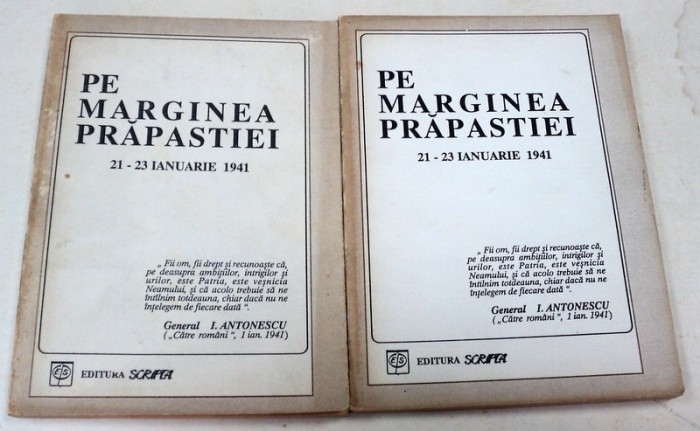 PE
MARGINEA
PRĂPASTIEI
21 - 23 IANUARIE 1941
„ Fii om, fii drept și recunoaște că,
pe deasupra ambițiilor, intrigilor și
urilor, este Patria, este veșnicia
Neamului, și că acolo trebuie să ne
întîlnim totdeauna, chiar dacă nu ne
înțelegem de fiecare dată “.
General I. ANTONESCU
( „Către români “, 1 ian. 1941)
ES
EDITURA SCRIPTA
PE
MARGINEA
PRĂPASTIEI
21 - 23 IANUARIE 1941
„ Fii om, fii drept și recunoaște că,
pe deasupra ambițiilor, intrigilor și
urilor, este Patria, este veșnicia
Neamului, și că acolo trebuie să ne
întîlnim totdeauna, chiar dacă nu ne
înțelegem de fiecare dată “.
General I. ANTONESCU
( „Către români “, 1 ian. 1941)
ES
EDITURA SCRIPTA